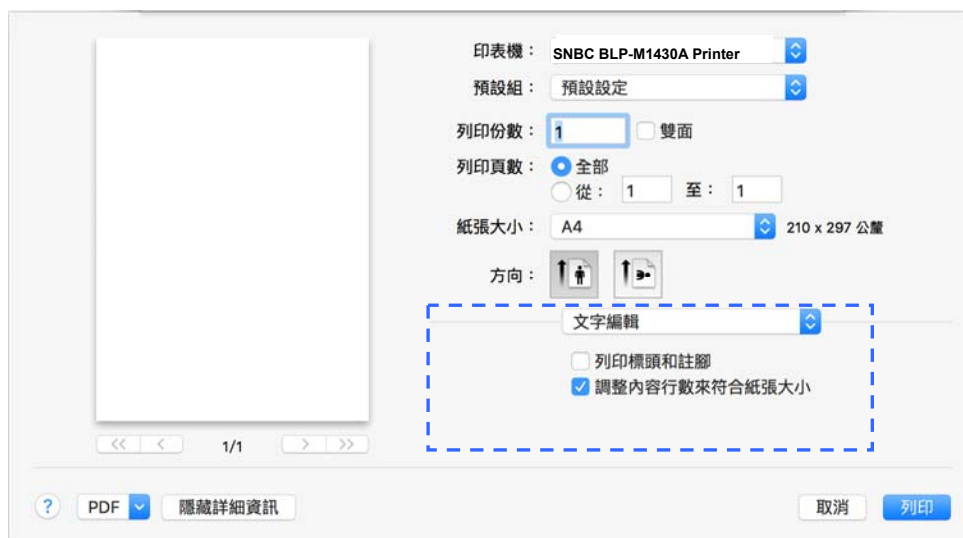 印表機： SNBC BLP-M1430A Printer
預設組： 預設設定
列印份數： 1 雙面
列印頁數： 全部
從： 1 至： 1
紙張大小： A4 210 x 297 公釐
方向：
文字編輯
列印標頭和註腳
調整內容行數來符合紙張大小
<< < 1/1 > >>
? PDF 隱藏詳細資訊 取消 列印